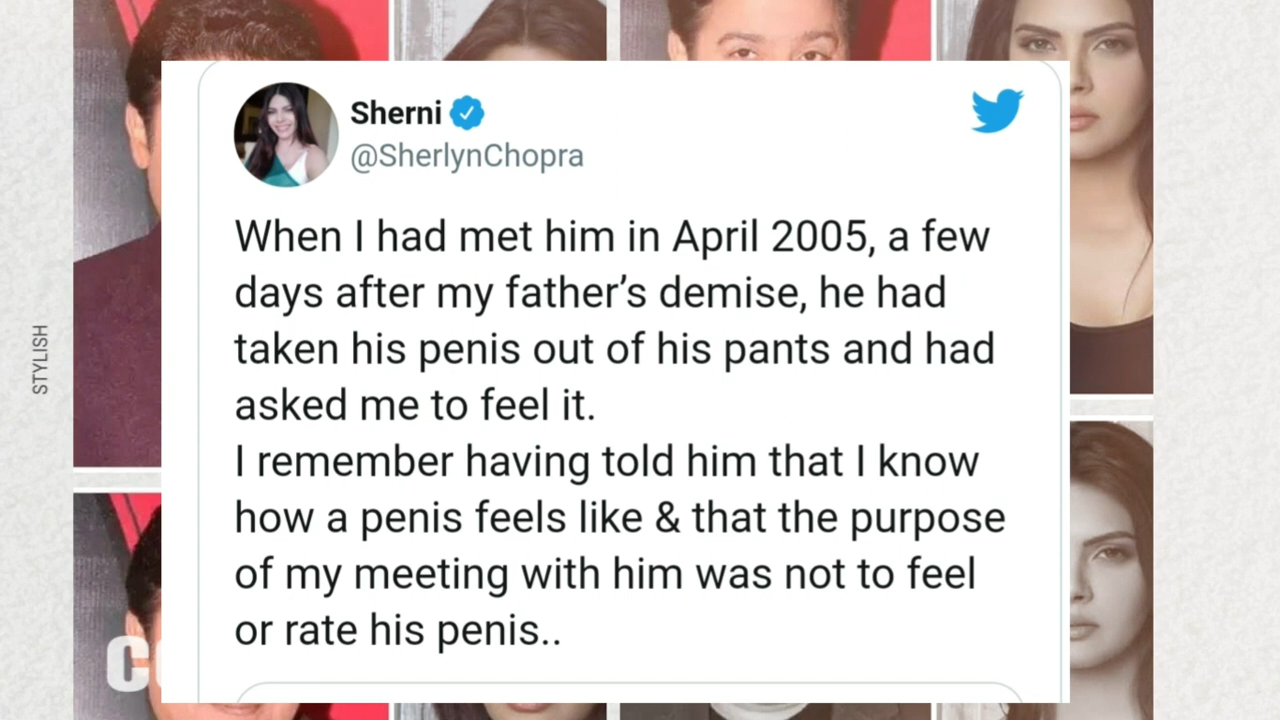 STYLISH
Sherni
@SherlynChopra
When I had met him in April 2005, a few
days after my father’s demise, he had
taken his penis out of his pants and had
asked me to feel it.
I remember having told him that I know
how a penis feels like & that the purpose
of my meeting with him was not to feel
or rate his penis..